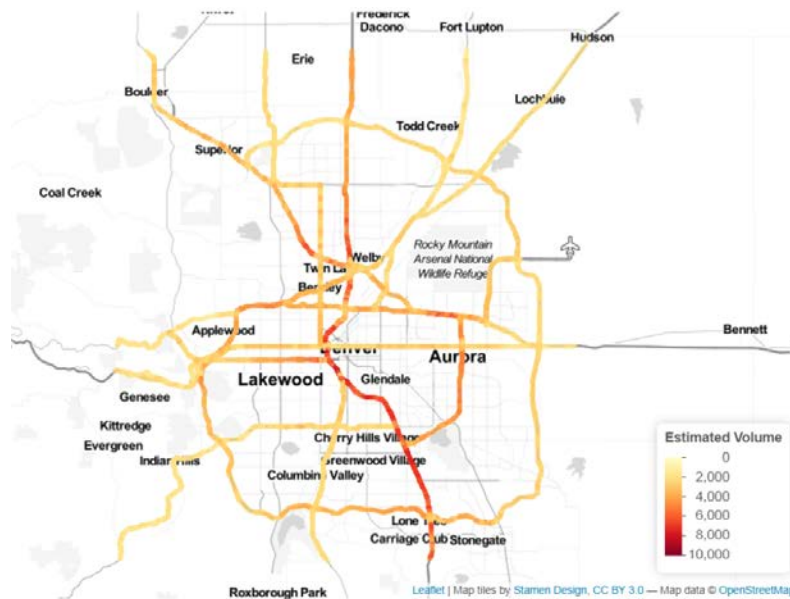 Frederick
Dacono
Fort Lupton
Hudson
Erie
Boulder
Lochbuie
Todd Creek
Superior
Coal Creek
Rocky Mountain
Arsenal National
Wildlife Refuge
Welby
Twin La
Berkley
Applewood
Bennett
Denver
Aurora
Lakewood
Glendale
Genesee
Kittredge
Evergreen
Cherry Hills Village
Indian Hills
Greenwood Village
Columbine Valley
Lone Tree
Carriage Club
Stonegate
Roxborough Park
Estimated Volume
0
2,000
4,000
6,000
8,000
10,000
Leaflet | Map tiles by Stamen Design, CC BY 3.0 — Map data © OpenStreetMap